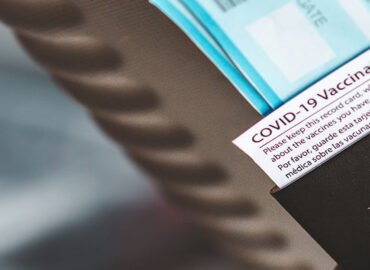 GATE
COVID-19 Vaccina
Please keep this record card, w
about the vaccines you have
Por favor, guarde esta tarje
médica sobre las vacuna